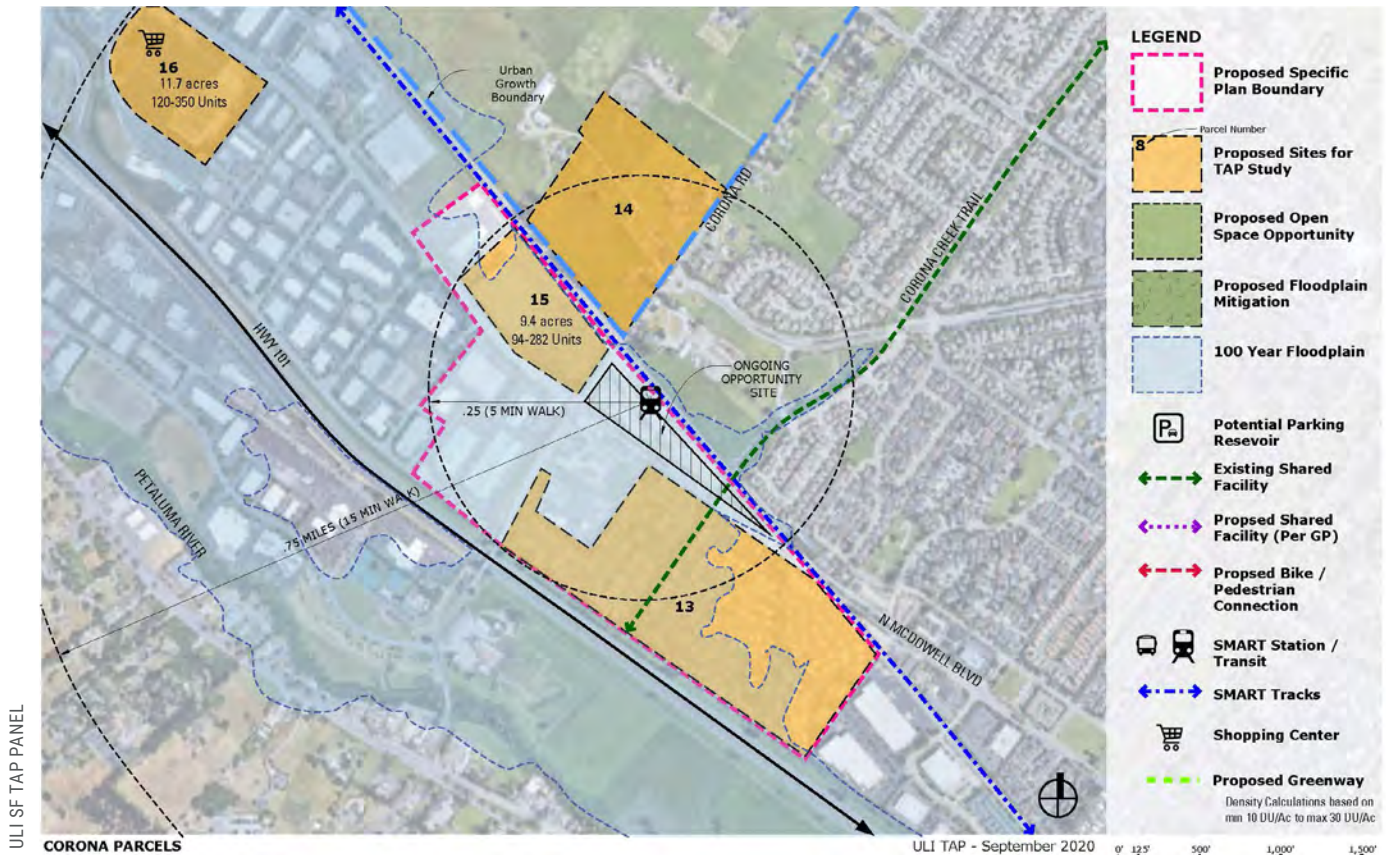 16
11.7 acres
120-350 Units
Urban
Growth
Boundary
14
CORONA RD
CORONA CREEK TRAIL
15
9.4 acres
94-282 Units
HWY 101
ONGOING
OPPORTUNITY
SITE
.25 (5 MIN WALK)
PETALUMA RIVER
.75 MILES (15 MIN WALK)
13
N MCDOWELL BLVD
LEGEND
Proposed Specific
Plan Boundary
Parcel Number
8
Proposed Sites for
TAP Study
Proposed Open
Space Opportunity
Proposed Floodplain
Mitigation
100 Year Floodplain
P
Potential Parking
Resevoir
Existing Shared
Facility
Propsed Shared
Facility (Per GP)
Propsed Bike /
Pedestrian
Connection
SMART Station /
Transit
SMART Tracks
Shopping Center
Proposed Greenway
Density Calculations based on
min 10 DU/Ac to max 30 DU/Ac
ULI SF TAP PANEL
CORONA PARCELS
ULI TAP - September 2020
0' 125' 500' 1,000' 1,500'